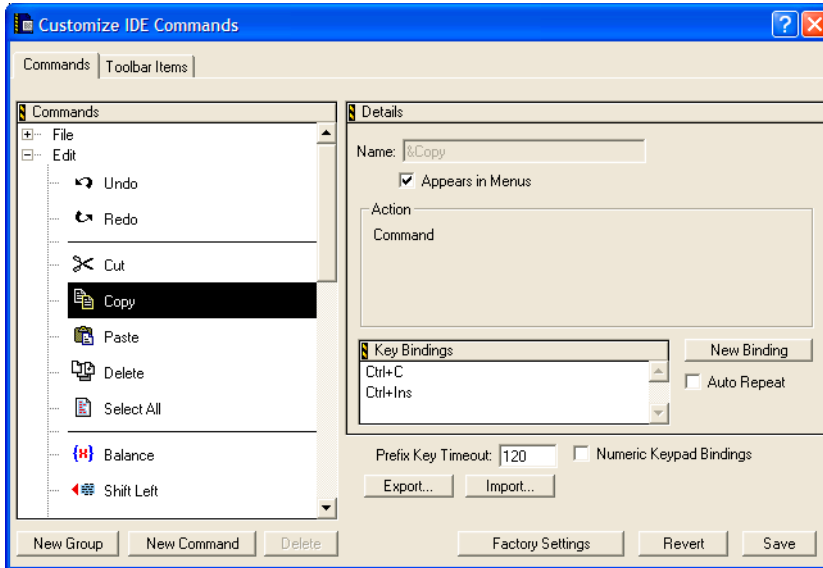 Customize IDE Commands
Commands
Toolbar Items
Commands
File
Edit
Undo
Redo
Cut
Copy
Paste
Delete
Select All
Balance
Shift Left
Details
Name: &Copy
Appears in Menus
Action
Command
Key Bindings
Ctrl+C
Ctrl+Ins
New Binding
Auto Repeat
Prefix Key Timeout: 120
Numeric Keypad Bindings
Export...
Import...
New Group
New Command
Delete
Factory Settings
Revert
Save